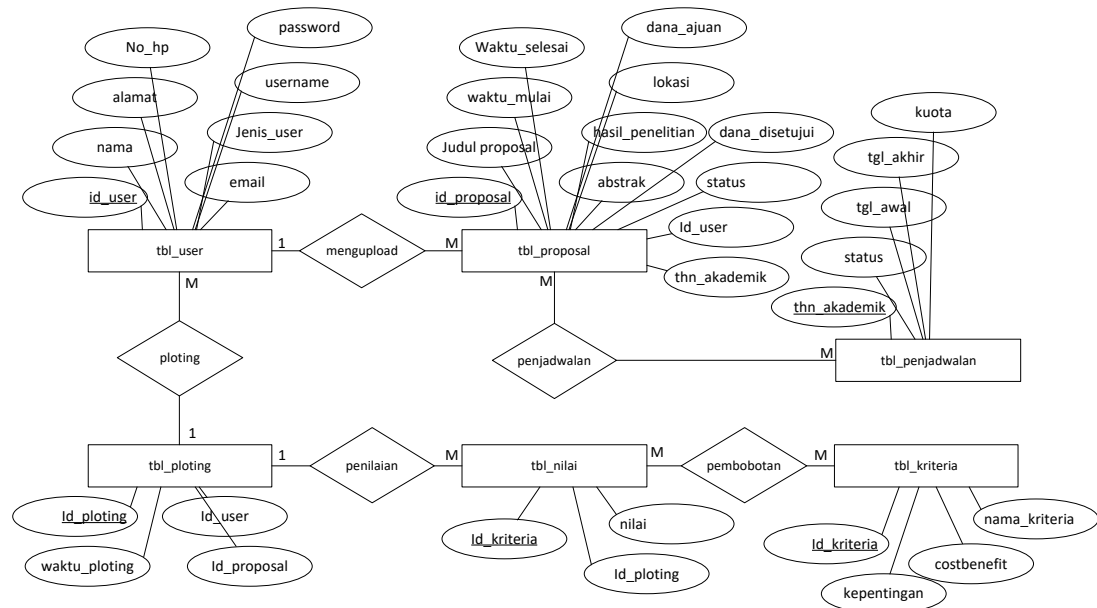 password
No_hp
Waktu_selesai
dana_ajuan
alamat
username
waktu_mulai
lokasi
kuota
nama
Jenis_user
Judul proposal
hasil_penelitian
dana_disetujui
tgl_akhir
id_user
email
id_proposal
abstrak
status
tgl_awal
tbl_user
1
mengupload
M
tbl_proposal
Id_user
status
thn_akademik
thn_akademik
M
M
ploting
penjadwalan
M
tbl_penjadwalan
1
tbl_ploting
1
penilaian
M
tbl_nilai
M
pembobotan
M
tbl_kriteria
Id_ploting
Id_user
Id_kriteria
nilai
Id_kriteria
nama_kriteria
waktu_ploting
Id_proposal
Id_ploting
costbenefit
kepentingan